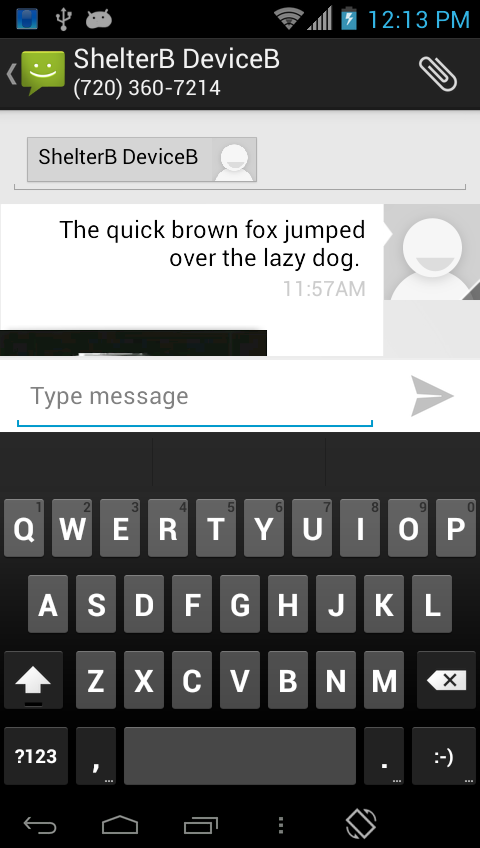 12:13 PM
ShelterB DeviceB
(720) 360-7214
ShelterB DeviceB
The quick brown fox jumped
over the lazy dog.
11:57AM
Type message
1 2 3 4 5 6 7 8 9 0
Q W E R T Y U I O P
A S D F G H J K L
Z X C V B N M
?123 , ... . ... :-) ...